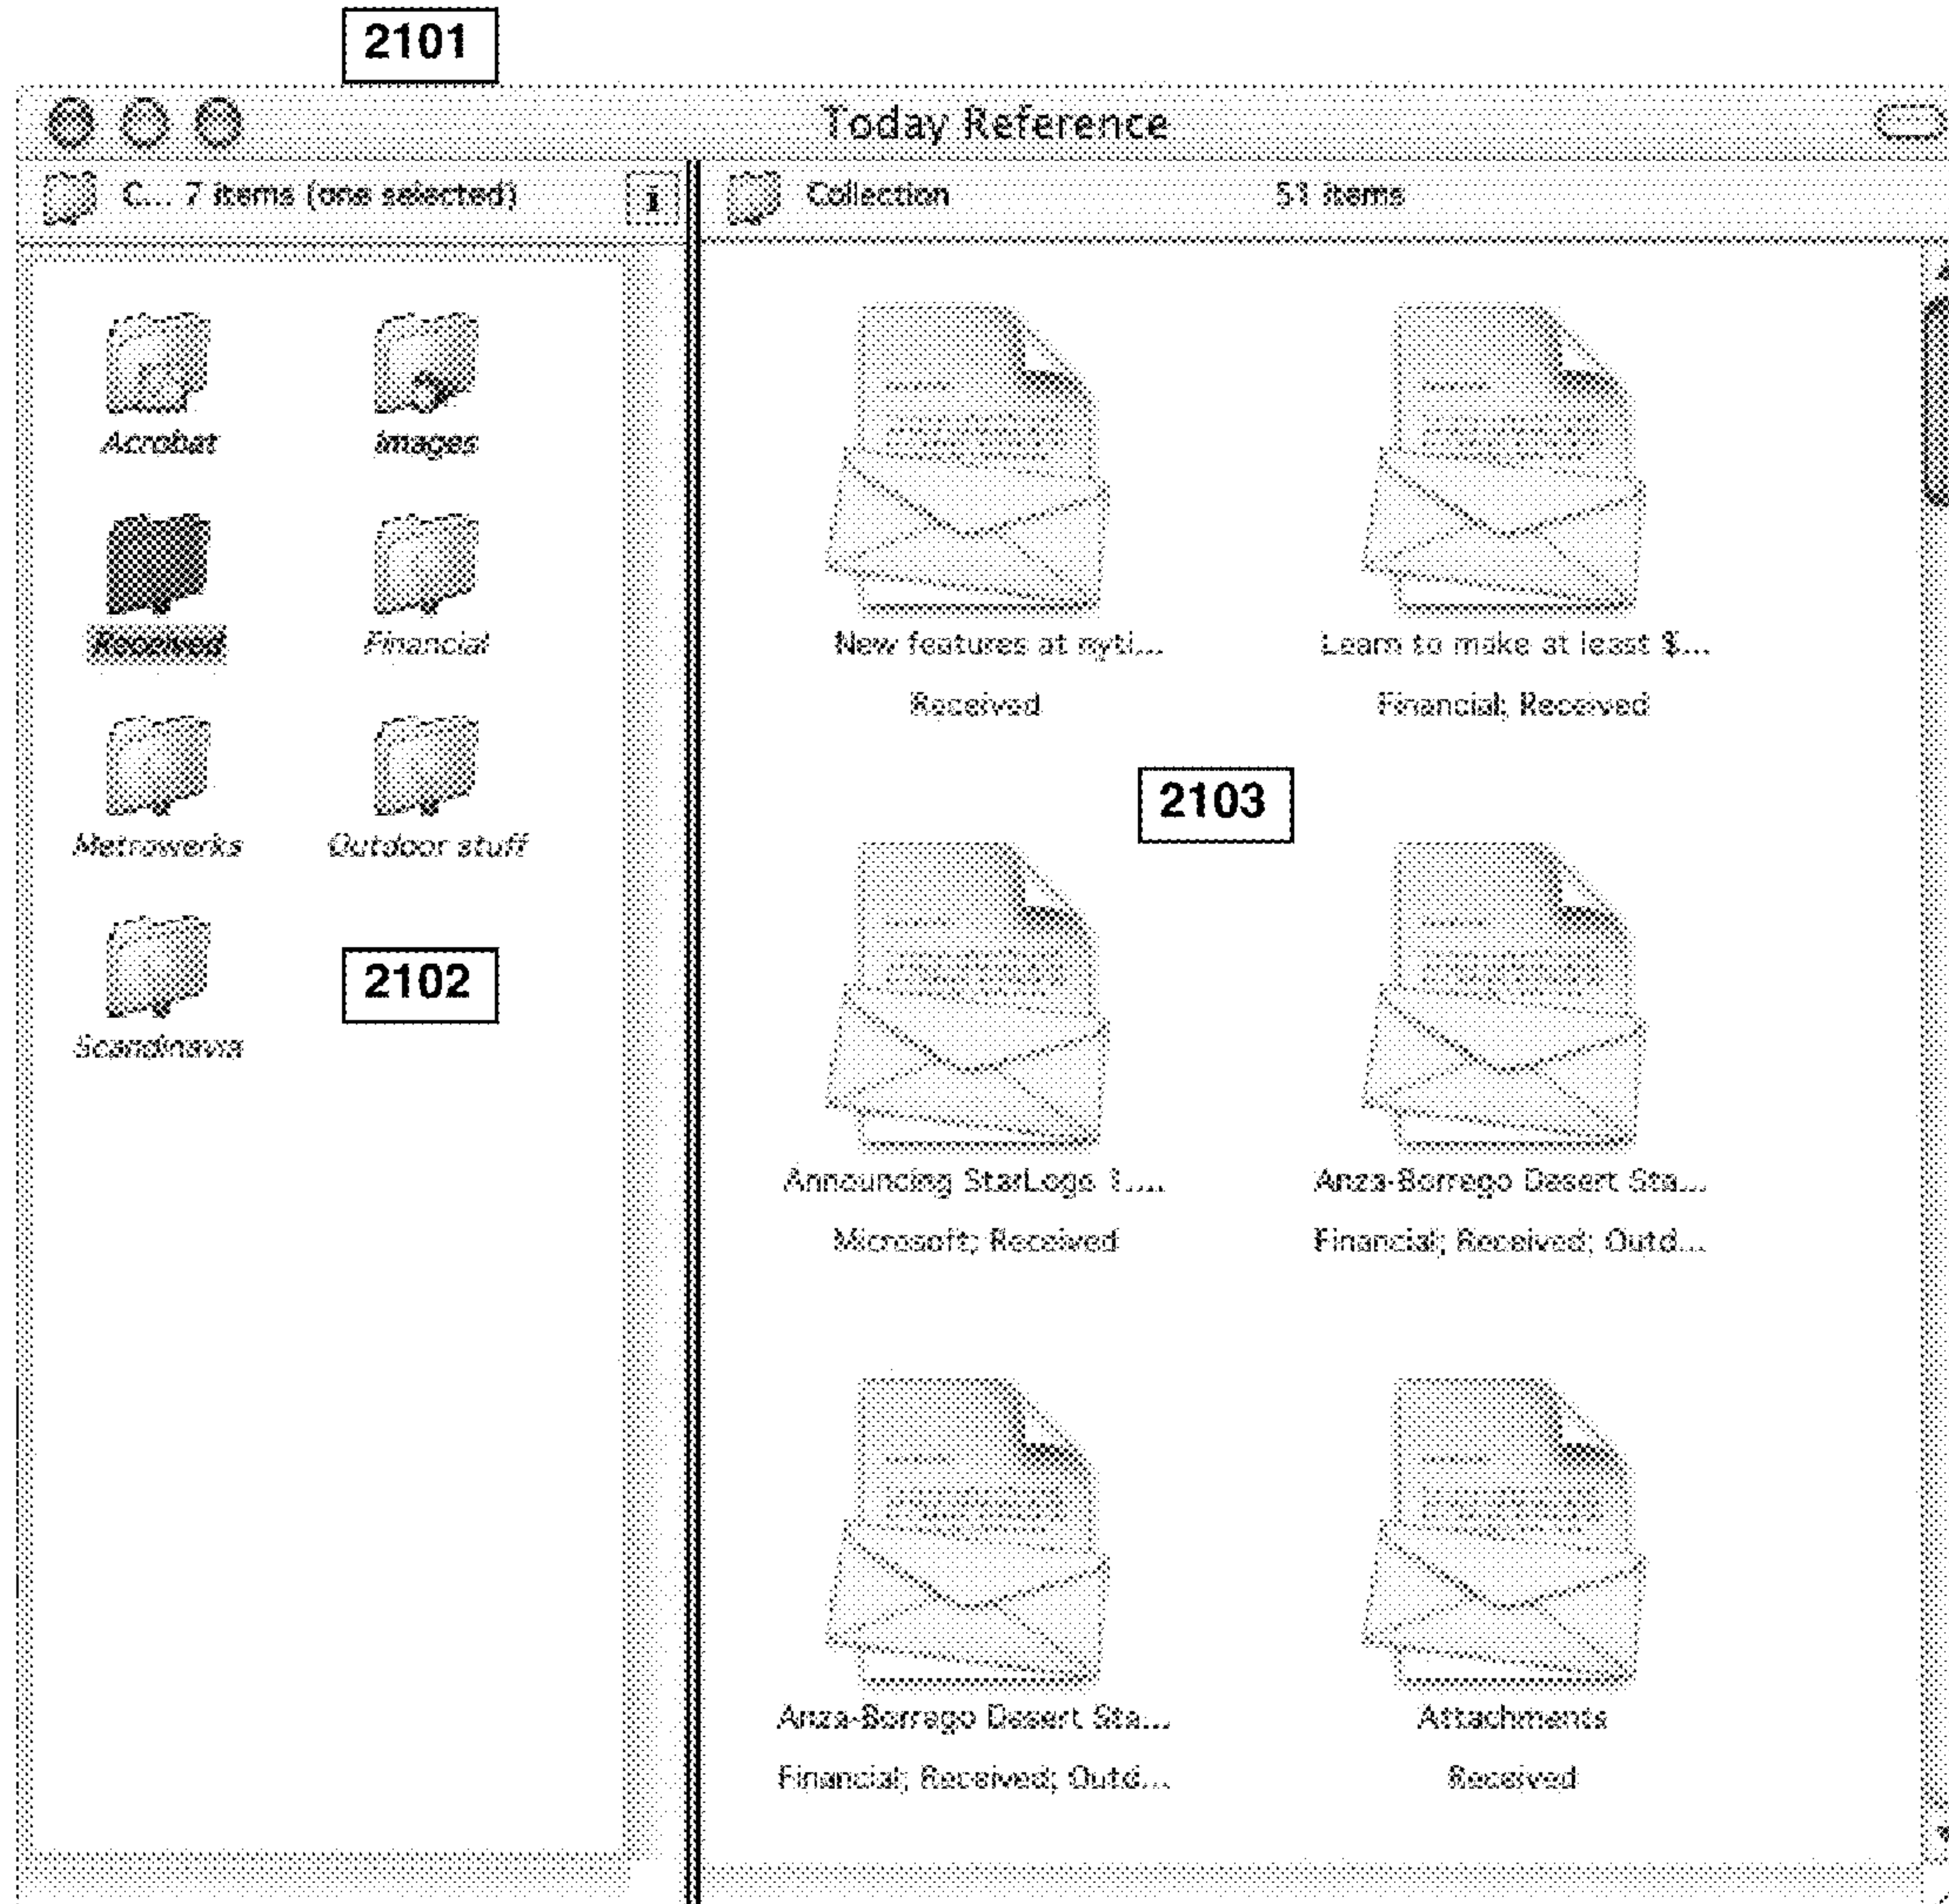 2101
Today Reference
C... 7 items (one selected)
i
Collection 51 items
Acrobat
Images
Received
Financial
Metrowerks
Outdoor stuff
Scandinavia
2102
New features at nyti...
Received
Learn to make at least $...
Financial; Received
2103
Announcing StarLogo 1....
Microsoft; Received
Anza-Borrego Desert Sta...
Financial; Received; Outd...
Anza-Borrego Desert Sta...
Financial; Received; Outd...
Attachments
Received